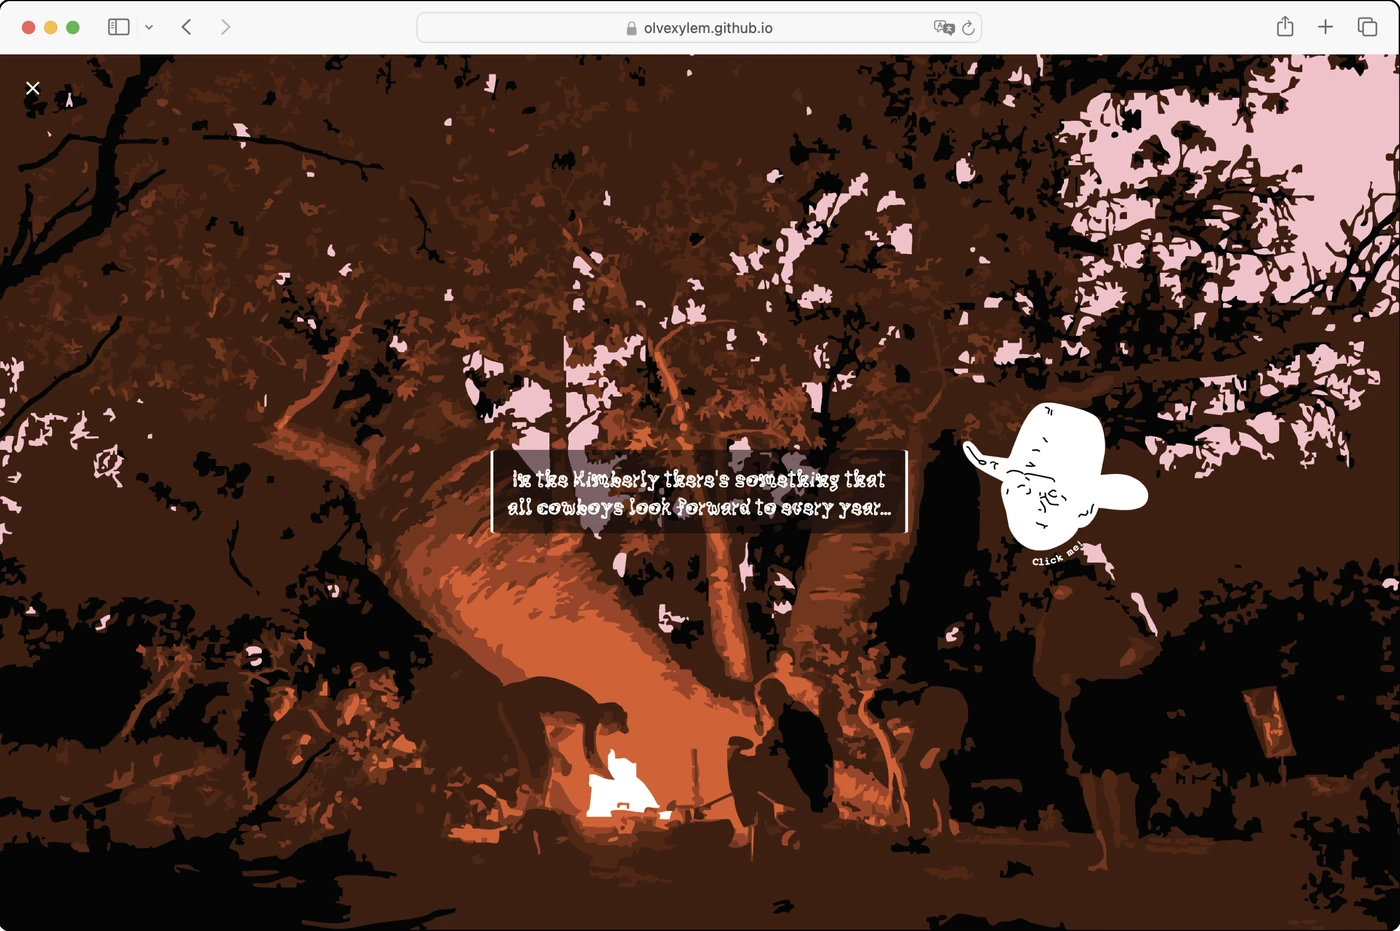 olvexylem.github.io
In the Kimberly there's something that
all cowboys look forward to every year...
Click me!